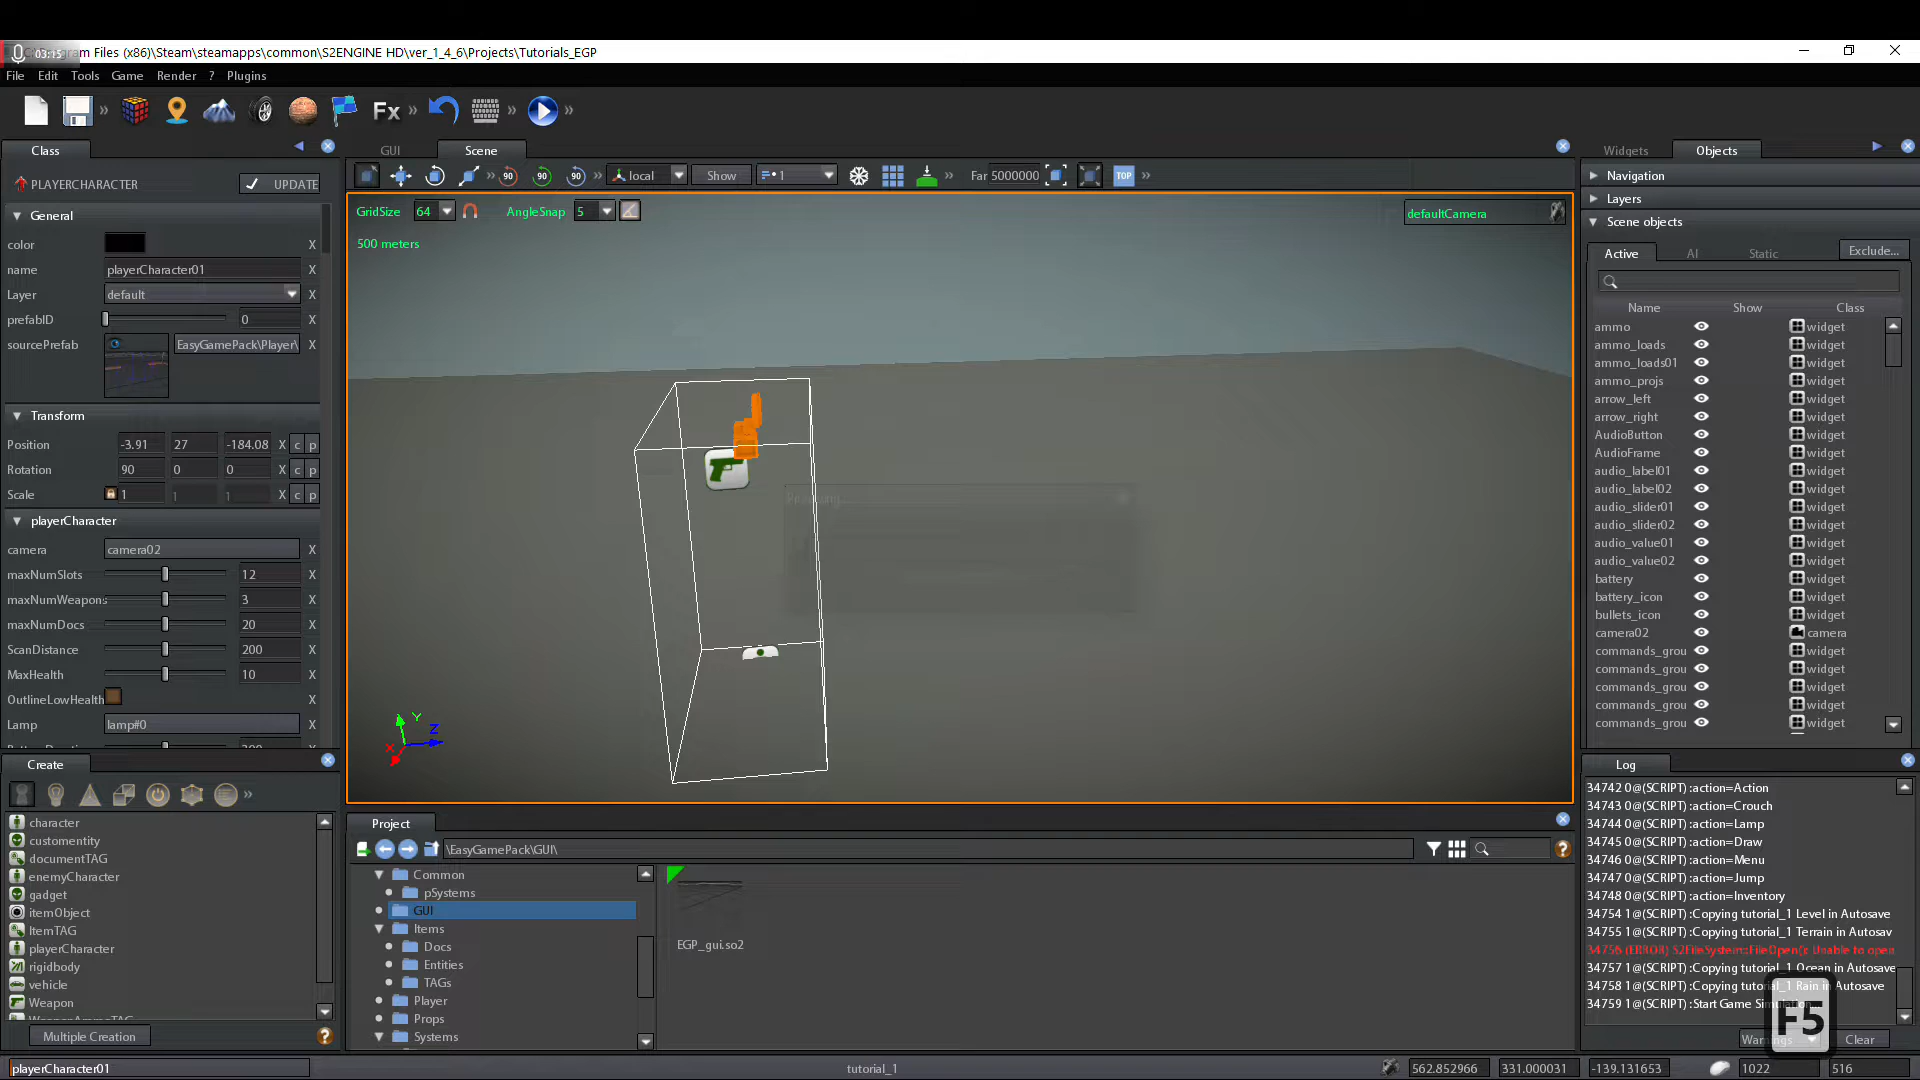 03:15 gram Files (x86)\Steam\steamapps\common\S2ENGINE HD\ver_1_4_6\Projects\Tutorials_EGP
File Edit Tools Game Render ? Plugins
Fx
Class
PLAYERCHARACTER UPDATE
General
color X
name playerCharacter01 X
Layer default X
prefabID 0 X
sourcePrefab EasyGamePack\Player\ X
Transform
Position -3.91 27 -184.08 X c p
Rotation 90 0 0 X c p
Scale 1 1 1 X c p
playerCharacter
camera camera02 X
maxNumSlots 12 X
maxNumWeapons 3 X
maxNumDocs 20 X
ScanDistance 200 X
MaxHealth 10 X
OutlineLowHealth X
Lamp lamp#0 X
Create
character
customentity
documentTAG
enemyCharacter
gadget
itemObject
ItemTAG
playerCharacter
rigidbody
vehicle
Weapon
WeaponAmmoTAG
Multiple Creation
playerCharacter01
GUI Scene
90 90 90 local Show 1 Far 5000000 TOP
GridSize 64 AngleSnap 5 defaultCamera
500 meters
Y
Z
X
Project
\EasyGamePack\GUI\
Common
pSystems
GUI
Items
Docs
Entities
TAGs
Player
Props
Systems
EGP_gui.so2
tutorial_1
Widgets Objects
Navigation
Layers
Scene objects
Active AI Static Exclude...
Name Show Class
ammo widget
ammo_loads widget
ammo_loads01 widget
ammo_projs widget
arrow_left widget
arrow_right widget
AudioButton widget
AudioFrame widget
audio_label01 widget
audio_label02 widget
audio_slider01 widget
audio_slider02 widget
audio_value01 widget
audio_value02 widget
battery widget
battery_icon widget
bullets_icon widget
camera02 camera
commands_grou widget
commands_grou widget
commands_grou widget
commands_grou widget
commands_grou widget
Log
34742 0@(SCRIPT) :action=Action
34743 0@(SCRIPT) :action=Crouch
34744 0@(SCRIPT) :action=Lamp
34745 0@(SCRIPT) :action=Draw
34746 0@(SCRIPT) :action=Menu
34747 0@(SCRIPT) :action=Jump
34748 0@(SCRIPT) :action=Inventory
34754 1@(SCRIPT) :Copying tutorial_1 Level in Autosave
34755 1@(SCRIPT) :Copying tutorial_1 Terrain in Autosav
34756 (ERROR) S2FileSystem::FileOpen(): Unable to open
34757 1@(SCRIPT) :Copying tutorial_1 Ocean in Autosave
34758 1@(SCRIPT) :Copying tutorial_1 Rain in Autosave
34759 1@(SCRIPT) :Start Game Simulation...
F5
Warnings Clear
562.852966 331.000031 -139.131653 1022 516